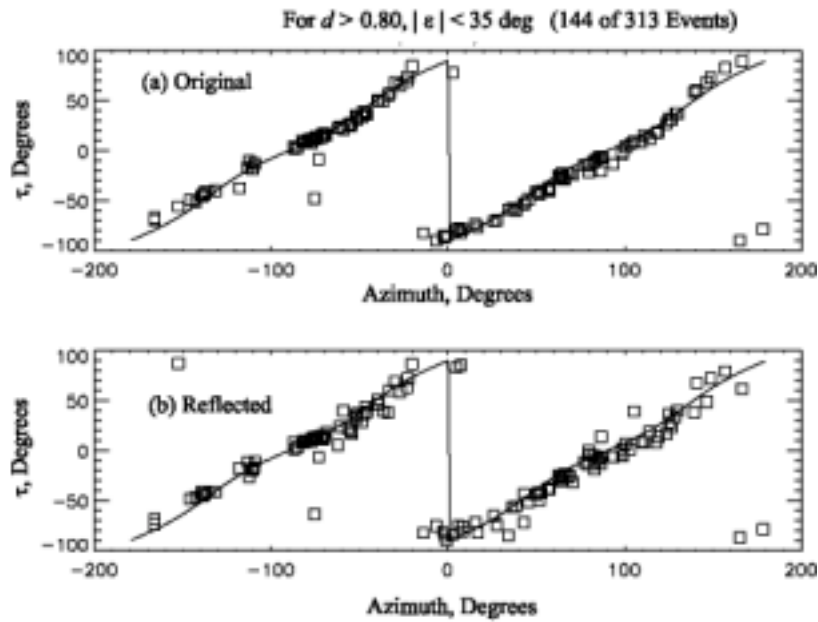 For d > 0.80, | ε | < 35 deg (144 of 313 Events)
(a) Original
τ, Degrees
100
50
0
−50
−100
−200
−100
0
100
200
Azimuth, Degrees
(b) Reflected
τ, Degrees
100
50
0
−50
−100
−200
−100
0
100
200
Azimuth, Degrees